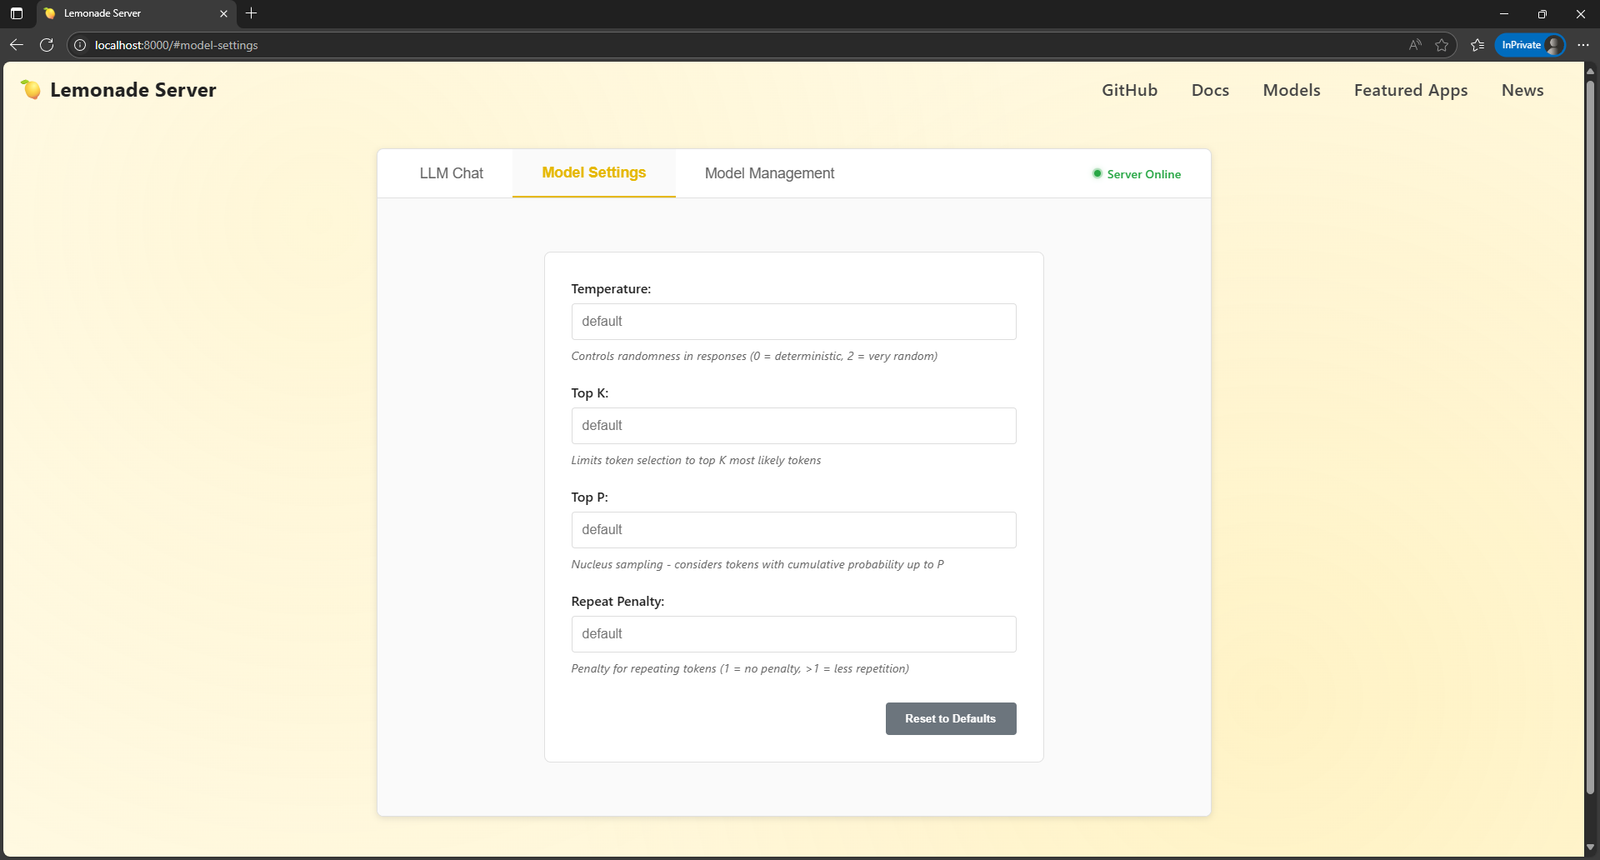 Lemonade Server
localhost:8000/#model-settings
InPrivate
Lemonade Server
GitHub Docs Models Featured Apps News
LLM Chat Model Settings Model Management Server Online
Temperature:
default
Controls randomness in responses (0 = deterministic, 2 = very random)
Top K:
default
Limits token selection to top K most likely tokens
Top P:
default
Nucleus sampling - considers tokens with cumulative probability up to P
Repeat Penalty:
default
Penalty for repeating tokens (1 = no penalty, >1 = less repetition)
Reset to Defaults